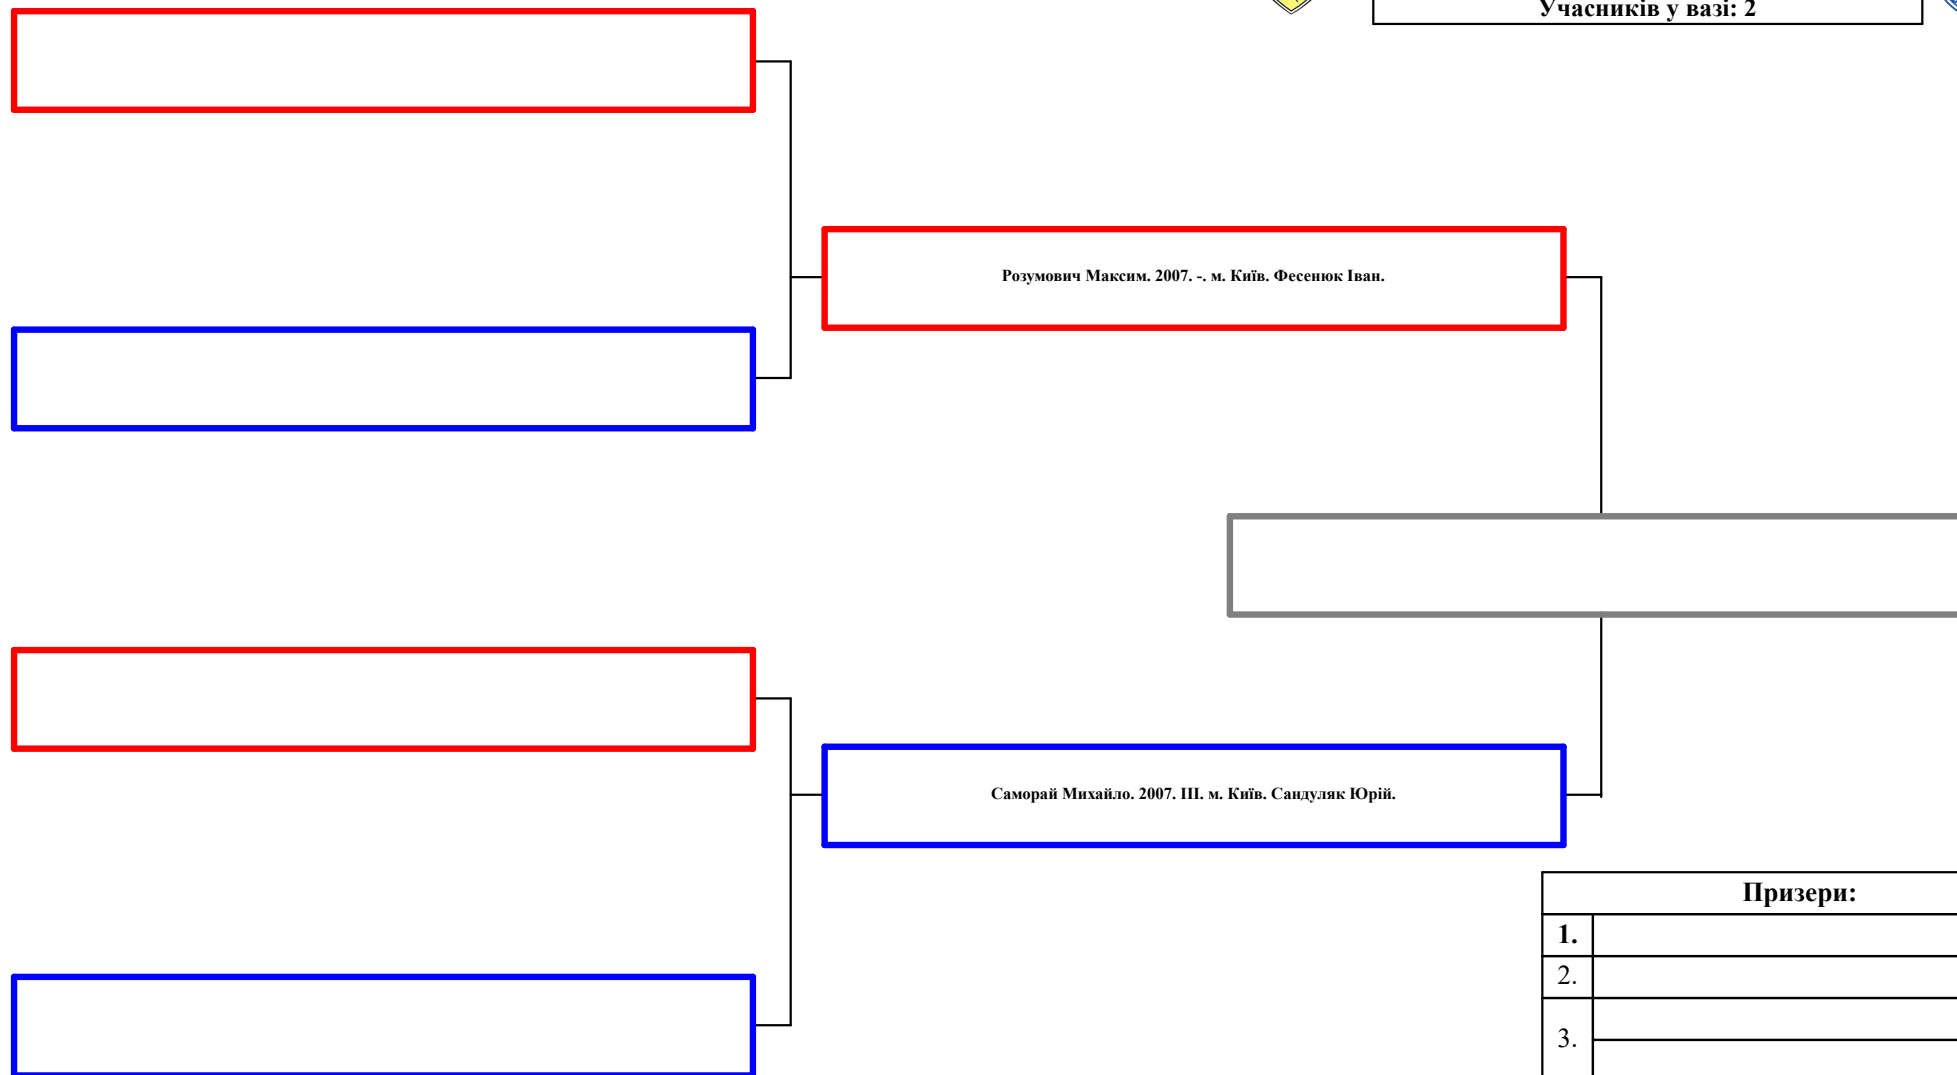 Учасників у вазі: 2
Розумович Максим. 2007. -. м. Київ. Фесенюк Іван.
Саморай Михайло. 2007. III. м. Київ. Сандуляк Юрій.
Призери:
1.
2.
3.